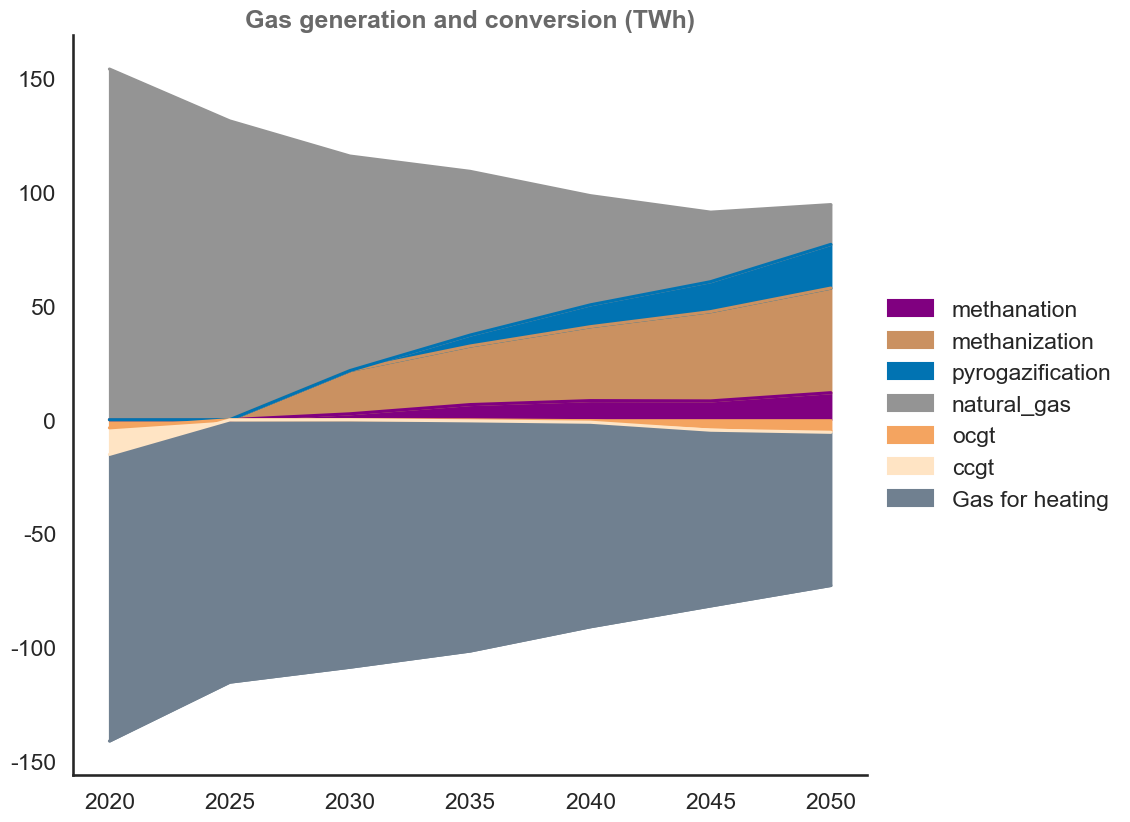 Gas generation and conversion (TWh)
150
100
50
0
-50
-100
-150
2020 2025 2030 2035 2040 2045 2050
methanation
methanization
pyrogazification
natural_gas
ocgt
ccgt
Gas for heating